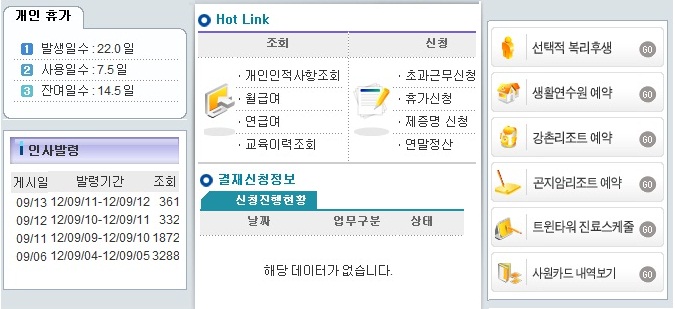 개인 휴가
1 발생일수 : 22.0 일
2 사용일수 : 7.5 일
3 잔여일수 : 14.5 일
인사발령
게시일 발령기간 조회
09/13 12/09/11-12/09/12 361
09/12 12/09/10-12/09/11 332
09/11 12/09/09-12/09/10 1872
09/06 12/09/04-12/09/05 3288
Hot Link
조회 신청
· 개인인적사항조회 · 초과근무신청
· 월급여 · 휴가신청
· 연급여 · 제증명 신청
· 교육이력조회 · 연말정산
결재신청정보
신청진행현황
날짜 업무구분 상태
해당 데이터가 없습니다.
선택적 복리후생 GO
생활연수원 예약 GO
강촌리조트 예약 GO
곤지암리조트 예약 GO
트윈타워 진료스케줄 GO
사원카드 내역보기 GO